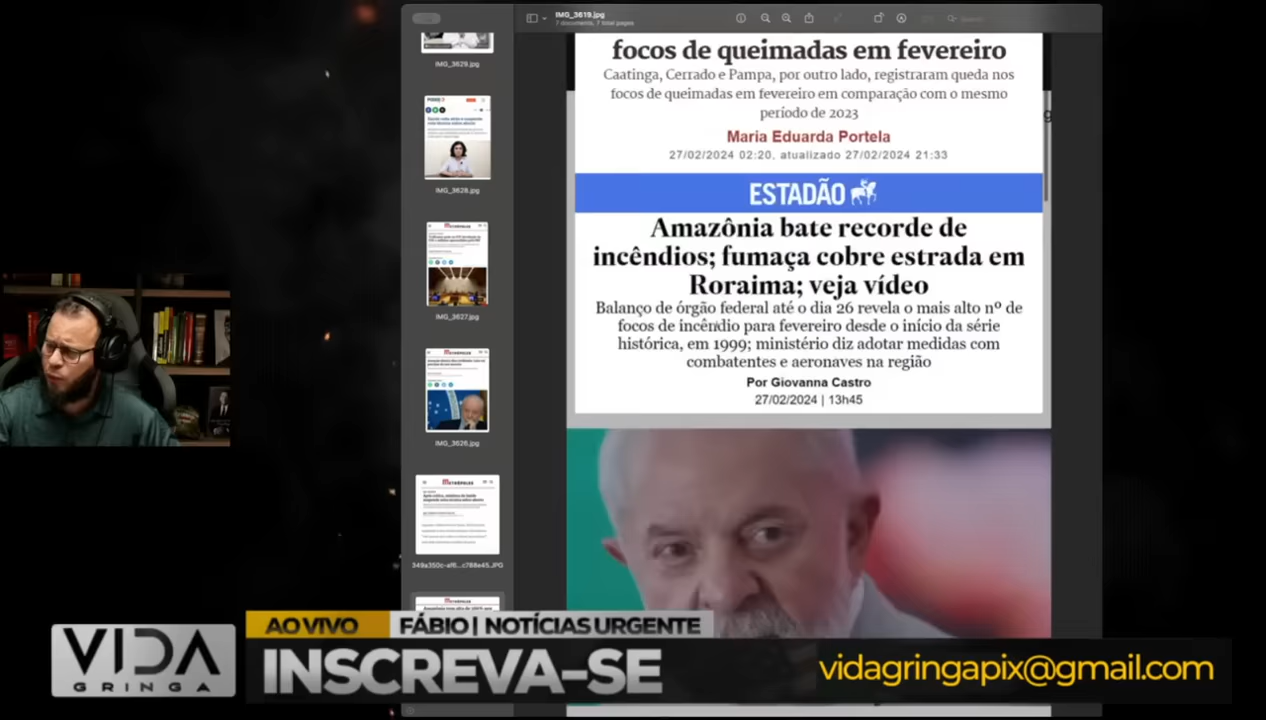 IMG_3619.jpg
7 documents, 7 total pages
Search
IMG_3629.jpg
IMG_3628.jpg
IMG_3627.jpg
IMG_3626.jpg
focos de queimadas em fevereiro
Caatinga, Cerrado e Pampa, por outro lado, registraram queda nos
focos de queimadas em fevereiro em comparação com o mesmo
período de 2023
Maria Eduarda Portela
27/02/2024 02:20, atualizado 27/02/2024 21:33
ESTADÃO
Amazônia bate recorde de
incêndios; fumaça cobre estrada em
Roraima; veja vídeo
Balanço de órgão federal até o dia 26 revela o mais alto nº de
focos de incêndio para fevereiro desde o início da série
histórica, em 1999; ministério diz adotar medidas com
combatentes e aeronaves na região
Por Giovanna Castro
27/02/2024 | 13h45
AO VIVO
FÁBIO | NOTÍCIAS URGENTE
VIDA
GRINGA
INSCREVA-SE
vidagringapix@gmail.com